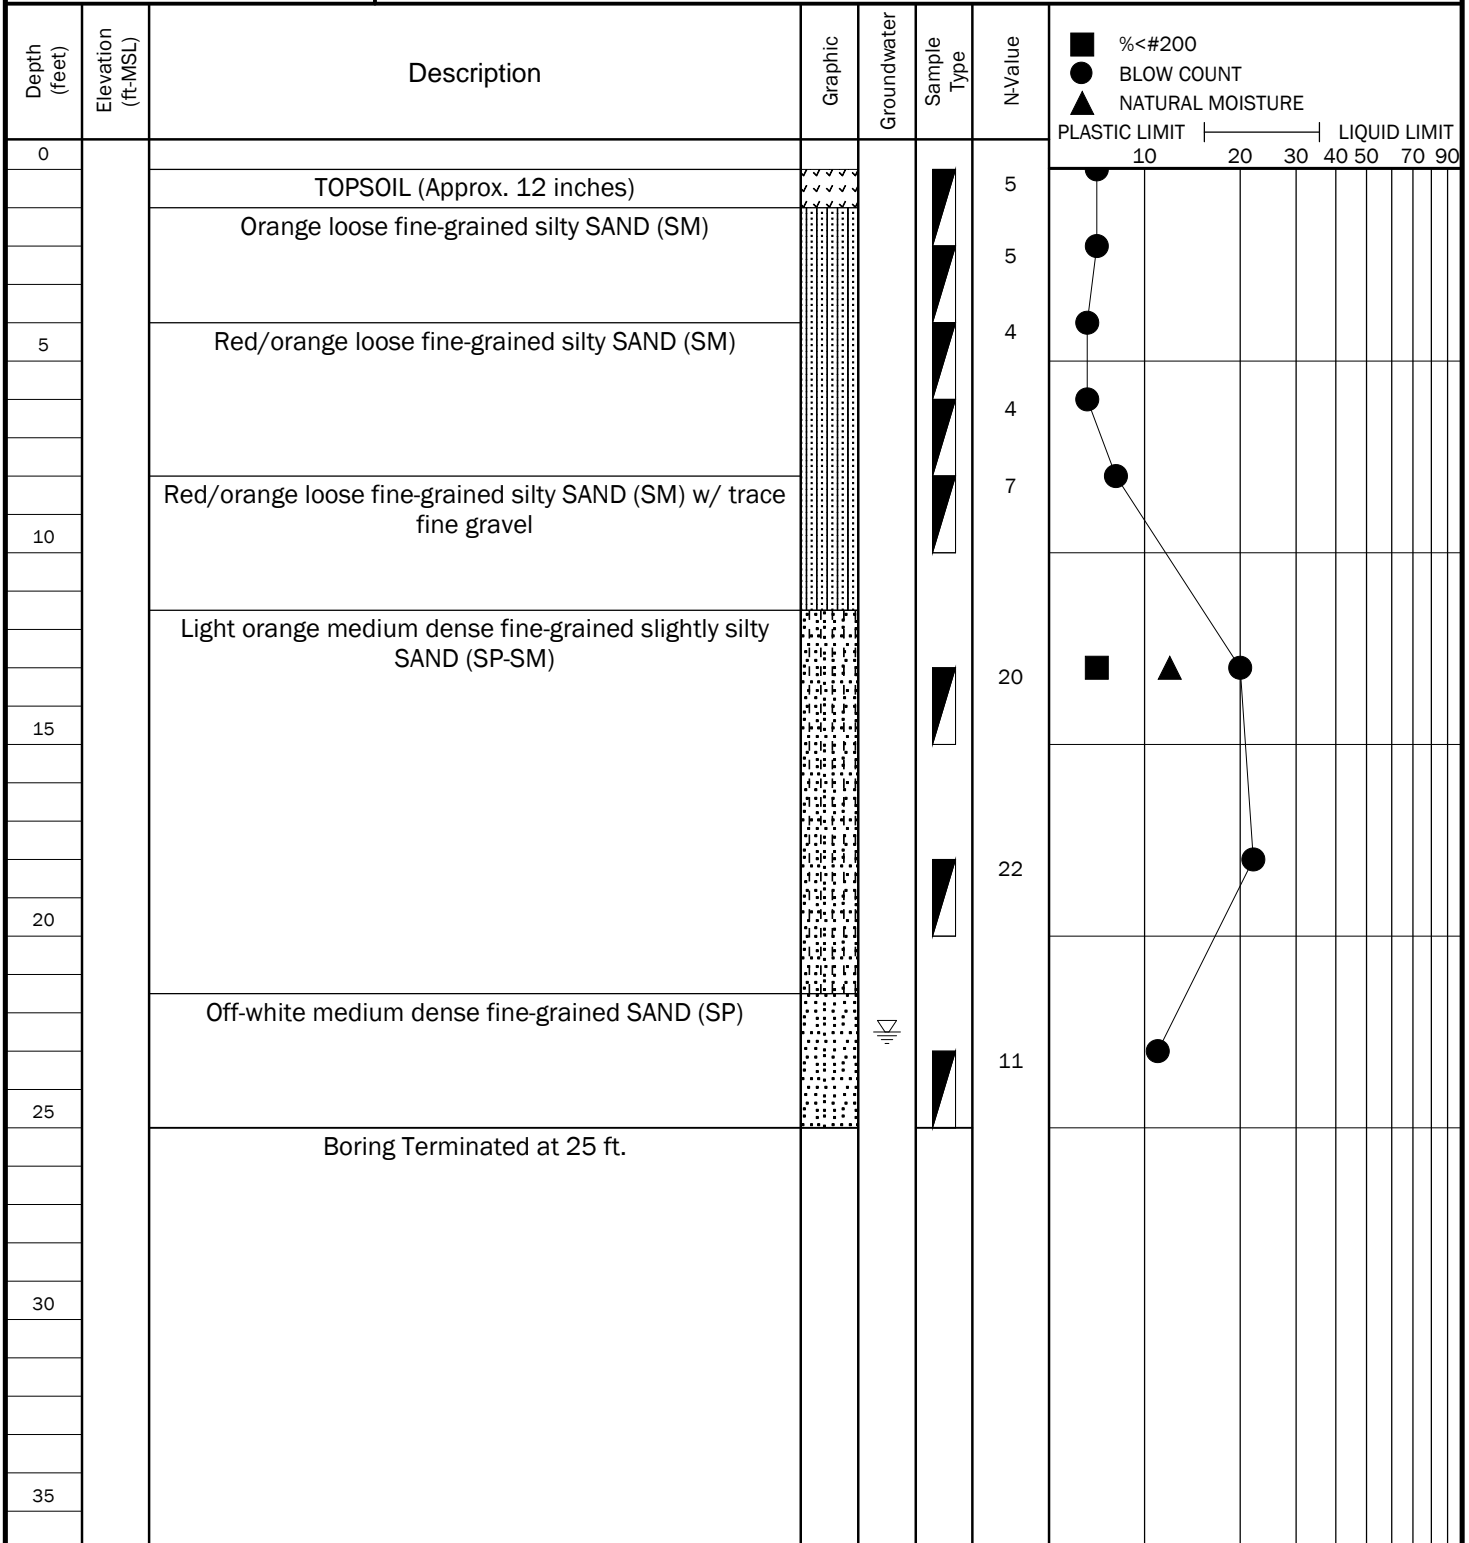 Depth
(feet)
Elevation
(ft-MSL)
Description
Graphic
Groundwater
Sample
Type
N-Value
%<#200
BLOW COUNT
NATURAL MOISTURE
PLASTIC LIMIT LIQUID LIMIT
10 20 30 40 50 70 90
0
TOPSOIL (Approx. 12 inches)
5
Orange loose fine-grained silty SAND (SM)
5
5
Red/orange loose fine-grained silty SAND (SM)
4
4
Red/orange loose fine-grained silty SAND (SM) w/ trace
fine gravel
7
10
Light orange medium dense fine-grained slightly silty
SAND (SP-SM)
20
15
22
20
Off-white medium dense fine-grained SAND (SP)
11
25
Boring Terminated at 25 ft.
30
35